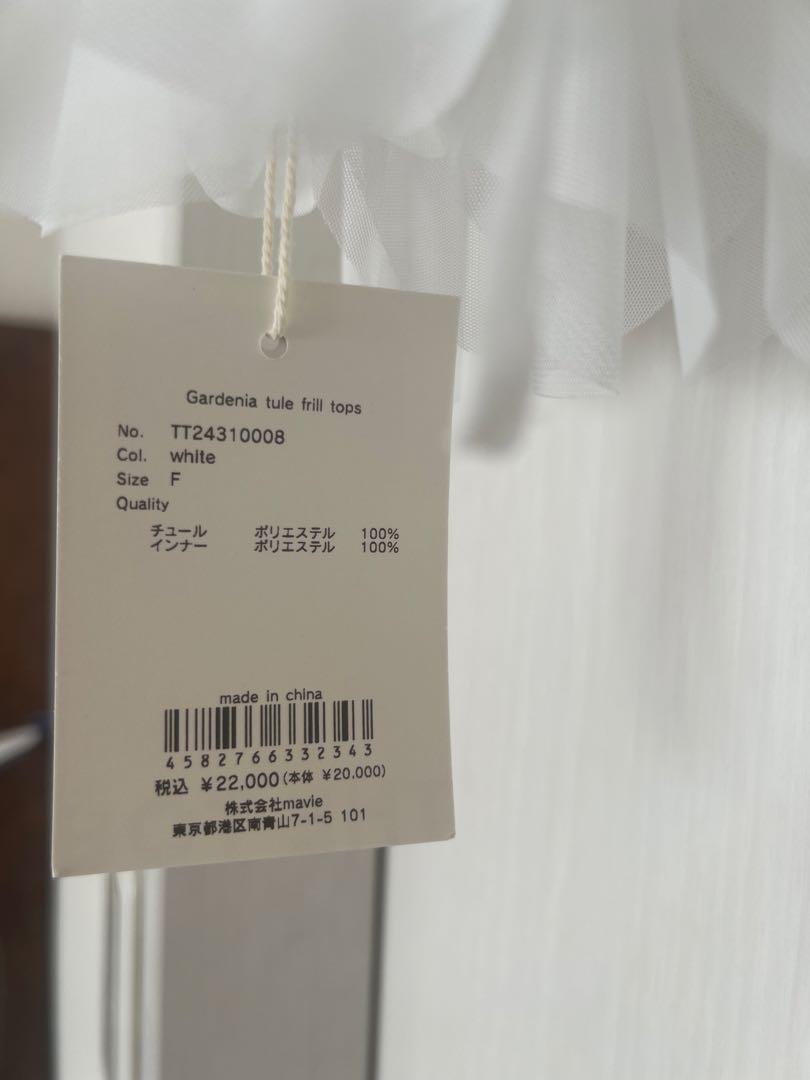 Gardenia tule frill tops
No. TT24310008
Col. white
Size F
Quality
チュール ポリエステル 100%
インナー ポリエステル 100%
made in china
4582766332343
税込 ¥22,000(本体 ¥20,000)
株式会社mavie
東京都港区南青山7-1-5 101